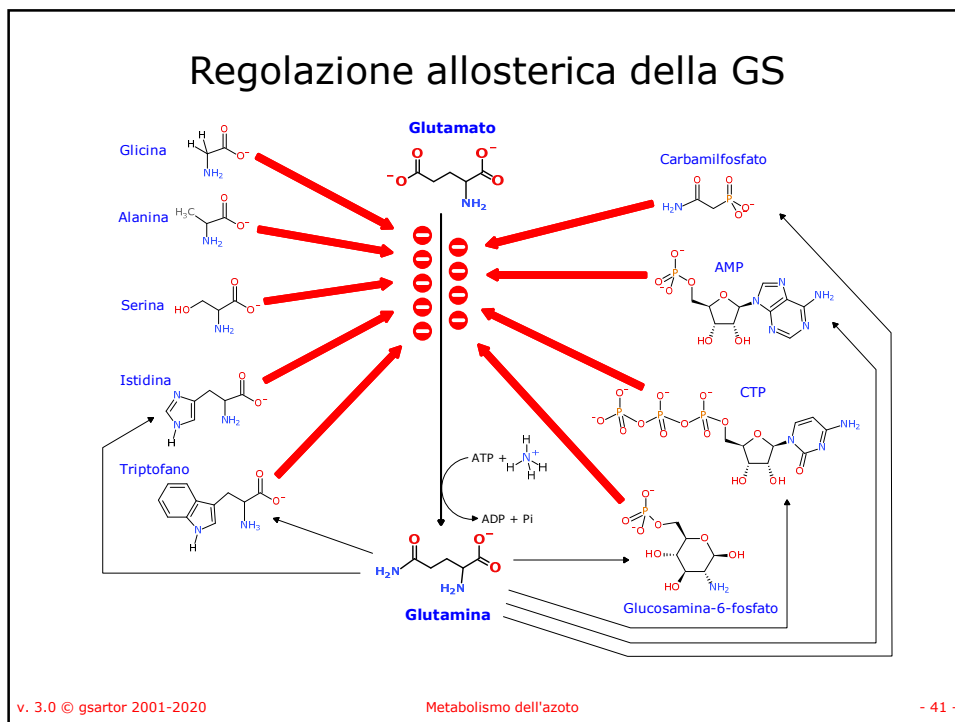 Regolazione allosterica della GS
Glutamato
Glicina
Alanina
Serina
Istidina
Triptofano
Carbamilfosfato
AMP
CTP
ATP +
ADP + Pi
Glutamina
Glucosamina-6-fosfato
v. 3.0 © gsartor 2001-2020
Metabolismo dell'azoto
- 41 -